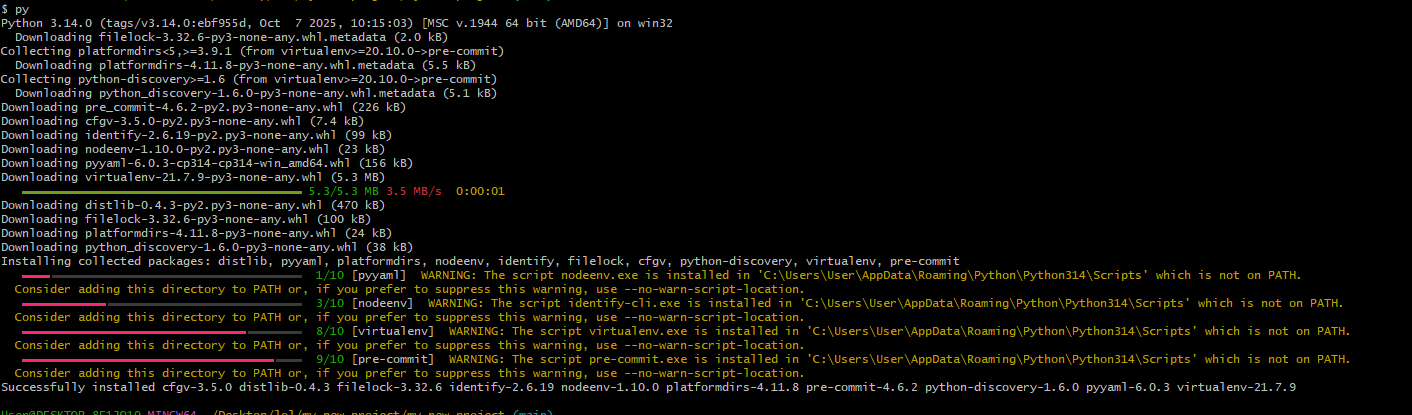 $ py
Python 3.14.0 (tags/v3.14.0:ebf955d, Oct  7 2025, 10:15:03) [MSC v.1944 64 bit (AMD64)] on win32
  Downloading filelock-3.32.6-py3-none-any.whl.metadata (2.0 kB)
Collecting platformdirs<5,>=3.9.1 (from virtualenv>=20.10.0->pre-commit)
  Downloading platformdirs-4.11.8-py3-none-any.whl.metadata (5.5 kB)
Collecting python-discovery>=1.6 (from virtualenv>=20.10.0->pre-commit)
  Downloading python_discovery-1.6.0-py3-none-any.whl.metadata (5.1 kB)
Downloading pre_commit-4.6.2-py2.py3-none-any.whl (226 kB)
Downloading cfgv-3.5.0-py2.py3-none-any.whl (7.4 kB)
Downloading identify-2.6.19-py2.py3-none-any.whl (99 kB)
Downloading nodeenv-1.10.0-py2.py3-none-any.whl (23 kB)
Downloading pyyaml-6.0.3-cp314-cp314-win_amd64.whl (156 kB)
Downloading virtualenv-21.7.9-py3-none-any.whl (5.3 MB)
5.3/5.3 MB 3.5 MB/s  0:00:01
Downloading distlib-0.4.3-py2.py3-none-any.whl (470 kB)
Downloading filelock-3.32.6-py3-none-any.whl (100 kB)
Downloading platformdirs-4.11.8-py3-none-any.whl (24 kB)
Downloading python_discovery-1.6.0-py3-none-any.whl (38 kB)
Installing collected packages: distlib, pyyaml, platformdirs, nodeenv, identify, filelock, cfgv, python-discovery, virtualenv, pre-commit
1/10 [pyyaml]  WARNING: The script nodeenv.exe is installed in 'C:\Users\User\AppData\Roaming\Python\Python314\Scripts' which is not on PATH.
  Consider adding this directory to PATH or, if you prefer to suppress this warning, use --no-warn-script-location.
3/10 [nodeenv]  WARNING: The script identify-cli.exe is installed in 'C:\Users\User\AppData\Roaming\Python\Python314\Scripts' which is not on PATH.
  Consider adding this directory to PATH or, if you prefer to suppress this warning, use --no-warn-script-location.
8/10 [virtualenv]  WARNING: The script virtualenv.exe is installed in 'C:\Users\User\AppData\Roaming\Python\Python314\Scripts' which is not on PATH.
  Consider adding this directory to PATH or, if you prefer to suppress this warning, use --no-warn-script-location.
9/10 [pre-commit]  WARNING: The script pre-commit.exe is installed in 'C:\Users\User\AppData\Roaming\Python\Python314\Scripts' which is not on PATH.
  Consider adding this directory to PATH or, if you prefer to suppress this warning, use --no-warn-script-location.
Successfully installed cfgv-3.5.0 distlib-0.4.3 filelock-3.32.6 identify-2.6.19 nodeenv-1.10.0 platformdirs-4.11.8 pre-commit-4.6.2 python-discovery-1.6.0 pyyaml-6.0.3 virtualenv-21.7.9
MINGW64 (main)